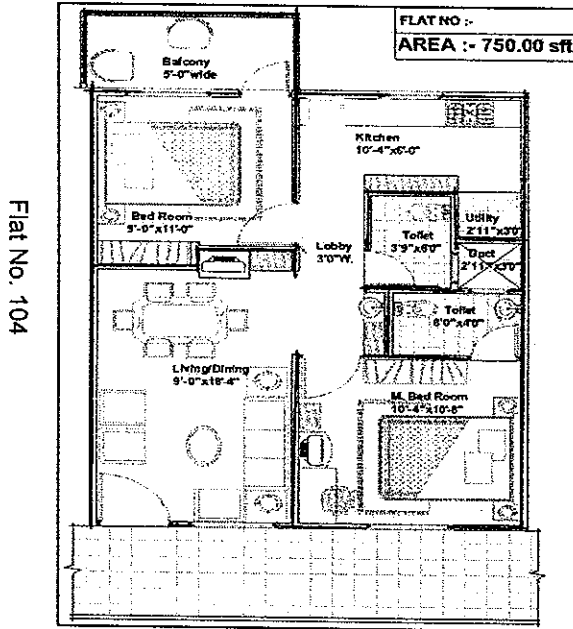 FLAT NO :-
AREA :- 750.00 sft
Balcony
5'-0" wide
Kitchen
10'-4"x6'-0"
Bed Room
9'-0"x11'-0"
Lobby
3'0"W.
Toilet
3'9"x6'0"
Utility
2'11"x3'0"
Duct
2'11"x3'0"
Toilet
8'0"x4'0"
Living/Dining
9'-0"x18'-4"
M. Bed Room
10'-4"x10'-8"
Flat No. 104